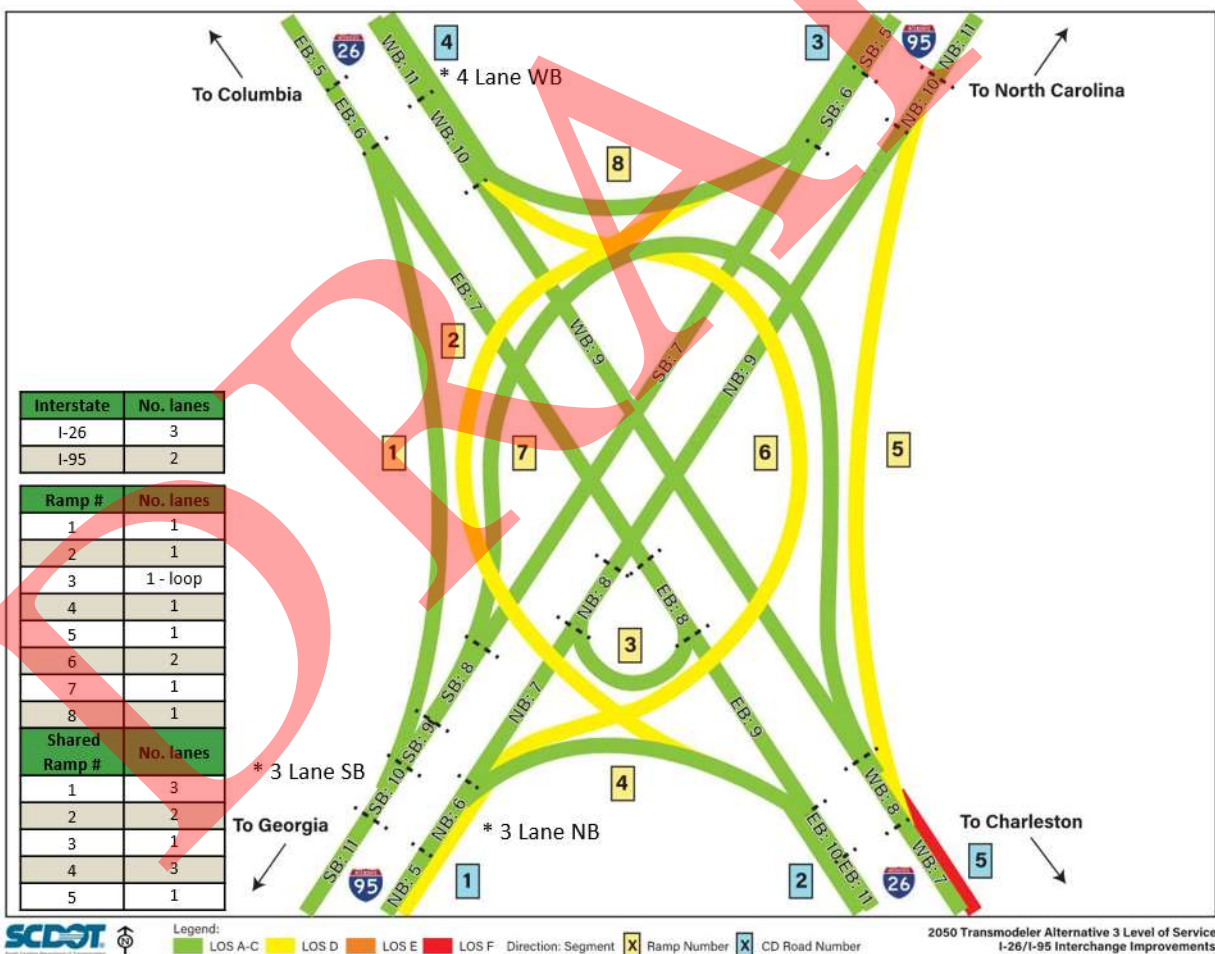 EB: 5
26
WB: 11
4
* 4 Lane WB
3
SB: 5
95
NB: 11
To Columbia
To North Carolina
EB: 6
WB: 10
SB: 6
NB: 10
8
EB: 7
2
WB: 9
SB: 7
NB: 9
Interstate No. lanes
I-26 3
I-95 2
1
7
6
5
Ramp # No. lanes
1 1
2 1
3 1 - loop
4 1
5 1
6 2
7 1
8 1
Shared Ramp # No. lanes
1 3
2 2
3 1
4 3
5 1
NB: 8
EB: 8
3
SB: 8
NB: 7
EB: 9
SB: 9
SB: 10
* 3 Lane SB
4
WB: 8
NB: 6
* 3 Lane NB
To Georgia
To Charleston
SB: 11
95
NB: 5
1
2
EB: 10
EB: 11
26
WB: 7
5
DRAFT
SCDOT
N
Legend:
LOS A-C LOS D LOS E LOS F Direction: Segment X Ramp Number X CD Road Number
2050 Transmodeler Alternative 3 Level of Service
I-26/I-95 Interchange Improvements